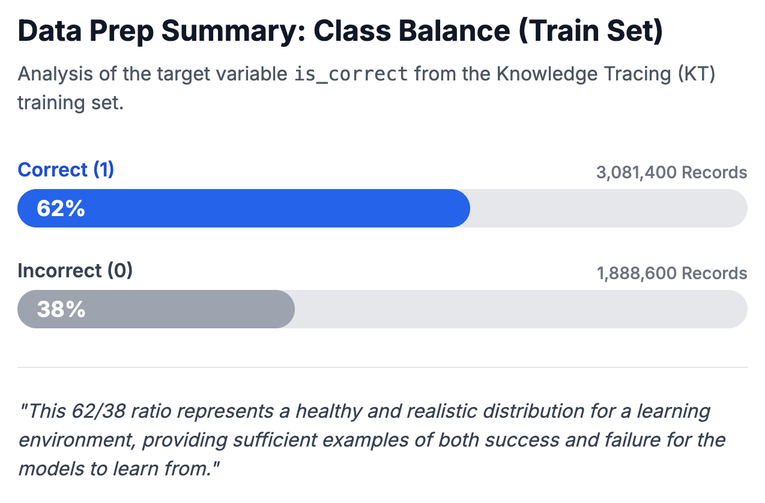 Data Prep Summary: Class Balance (Train Set)
Analysis of the target variable is_correct from the Knowledge Tracing (KT)
training set.
Correct (1)
3,081,400 Records
62%
Incorrect (0)
1,888,600 Records
38%
"This 62/38 ratio represents a healthy and realistic distribution for a learning
environment, providing sufficient examples of both success and failure for the
models to learn from."